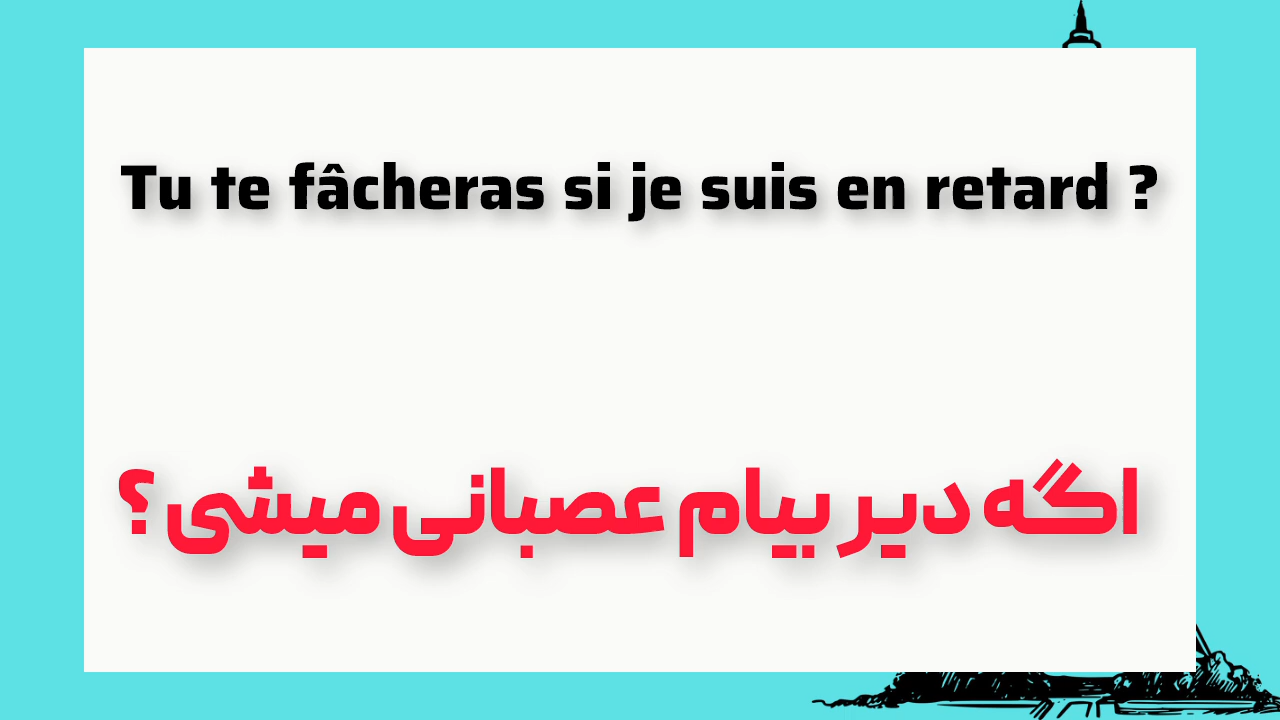 Tu te fâcheras si je suis en retard ?
اگه دیر بیام عصبانی میشی؟